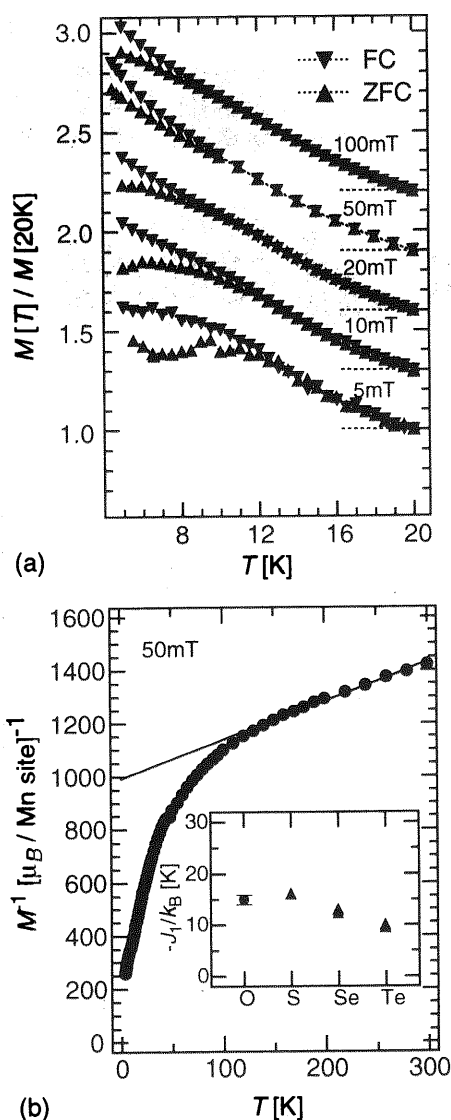 3.0
2.5
2.0
1.5
1.0
M [T] / M [20K]
FC
ZFC
100mT
50mT
20mT
10mT
5mT
8 12 16 20
(a)
T [K]
1600
1400
1200
1000
800
600
400
200
0
M⁻¹ [μB / Mn site]⁻¹
50mT
30
15
0
-J₁/kB [K]
O S Se Te
0 100 200 300
(b)
T [K]